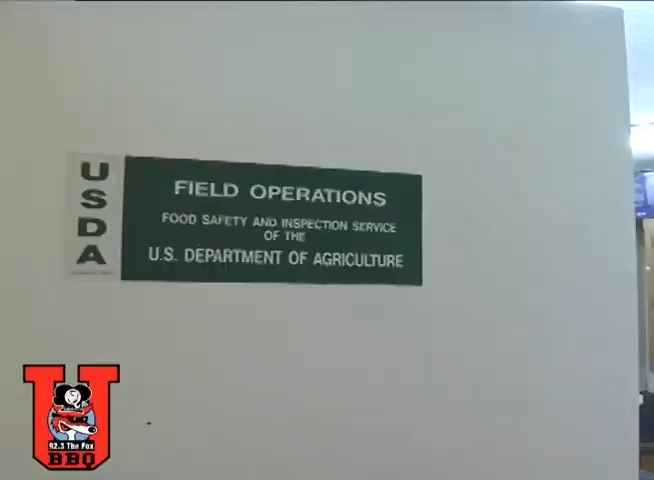 USDA
FIELD OPERATIONS
FOOD SAFETY AND INSPECTION SERVICE
OF THE
U.S. DEPARTMENT OF AGRICULTURE
U
Q
92.3 The Fox
BBQ